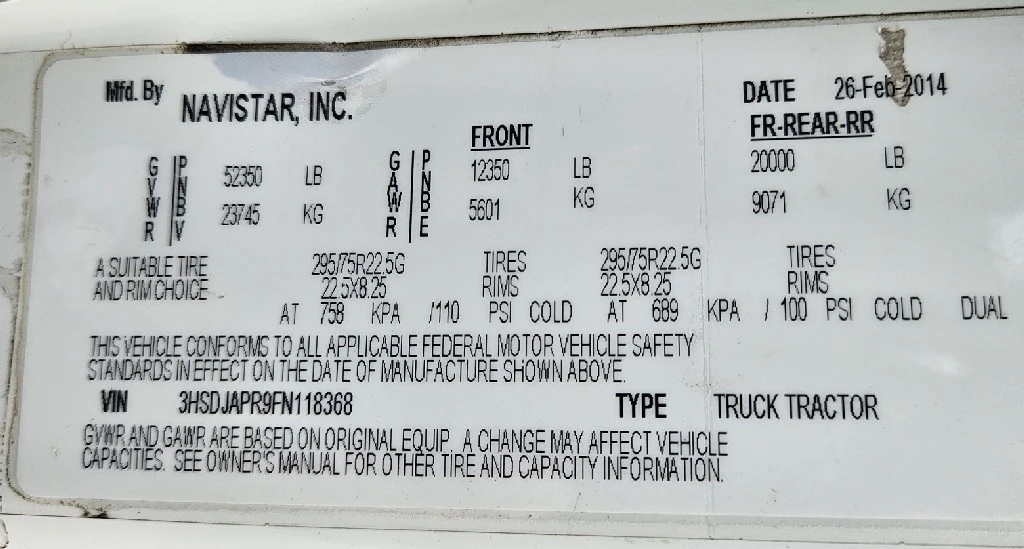 Mfd. By NAVISTAR, INC. DATE 26-Feb-2014
FRONT FR-REAR-RR
GVWR PNBV 52350 LB GAWR PNBE 12350 LB 20000 LB
23745 KG 5601 KG 9071 KG
A SUITABLE TIRE 295/75R22.5G TIRES 295/75R22.5G TIRES
AND RIM CHOICE 22.5X8.25 RIMS 22.5X8.25 RIMS
AT 758 KPA /110 PSI COLD AT 689 KPA / 100 PSI COLD DUAL
THIS VEHICLE CONFORMS TO ALL APPLICABLE FEDERAL MOTOR VEHICLE SAFETY
STANDARDS IN EFFECT ON THE DATE OF MANUFACTURE SHOWN ABOVE.
VIN 3HSDJAPR9FN118368 TYPE TRUCK TRACTOR
GVWR AND GAWR ARE BASED ON ORIGINAL EQUIP. A CHANGE MAY AFFECT VEHICLE
CAPACITIES. SEE OWNER'S MANUAL FOR OTHER TIRE AND CAPACITY INFORMATION.